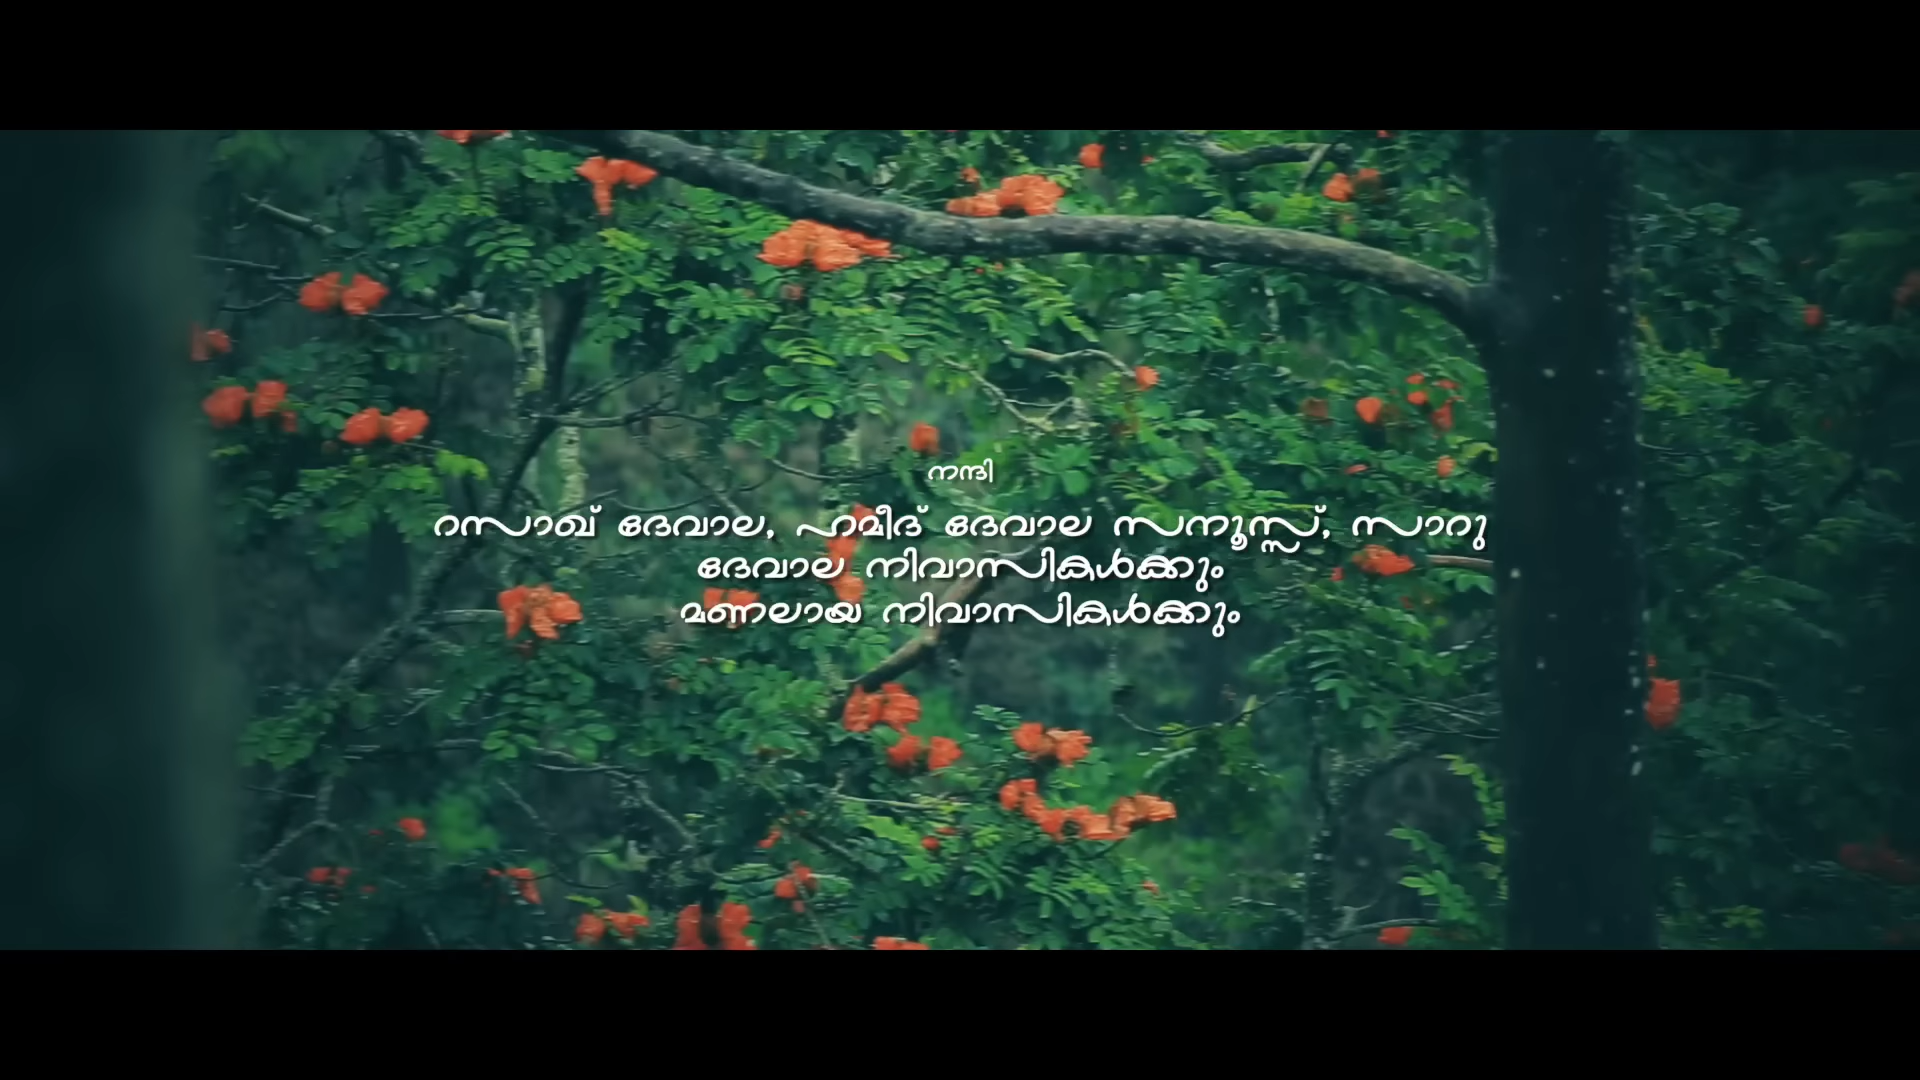 നന്ദി
റസാഖ് ദേവാല, ഹമീദ് ദേവാല സനൂസ്സ്, സാറു
ദേവാല നിവാസികൾക്കും
മണലായ നിവാസികൾക്കും